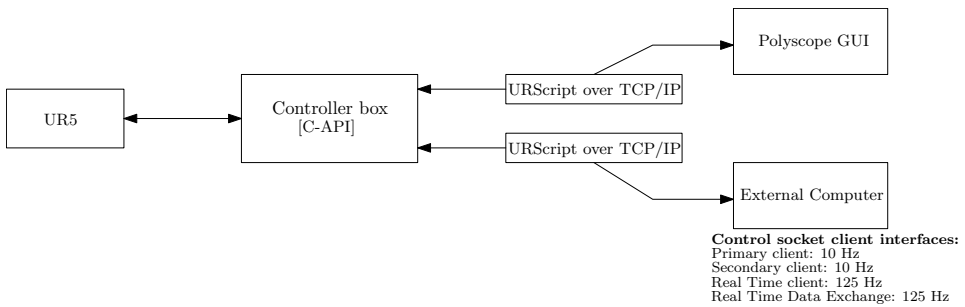 UR5
Controller box
[C-API]
URScript over TCP/IP
URScript over TCP/IP
Polyscope GUI
External Computer
Control socket client interfaces:
Primary client: 10 Hz
Secondary client: 10 Hz
Real Time client: 125 Hz
Real Time Data Exchange: 125 Hz